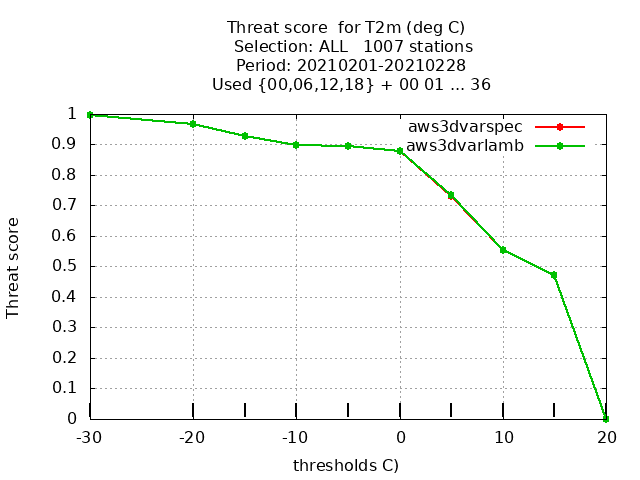 Threat score  for T2m (deg C)
Selection: ALL   1007 stations
Period: 20210201-20210228
Used {00,06,12,18} + 00 01 ... 36
aws3dvarspec
aws3dvarlamb
Threat score
1
0.9
0.8
0.7
0.6
0.5
0.4
0.3
0.2
0.1
0
-30
-20
-10
0
10
20
thresholds C)